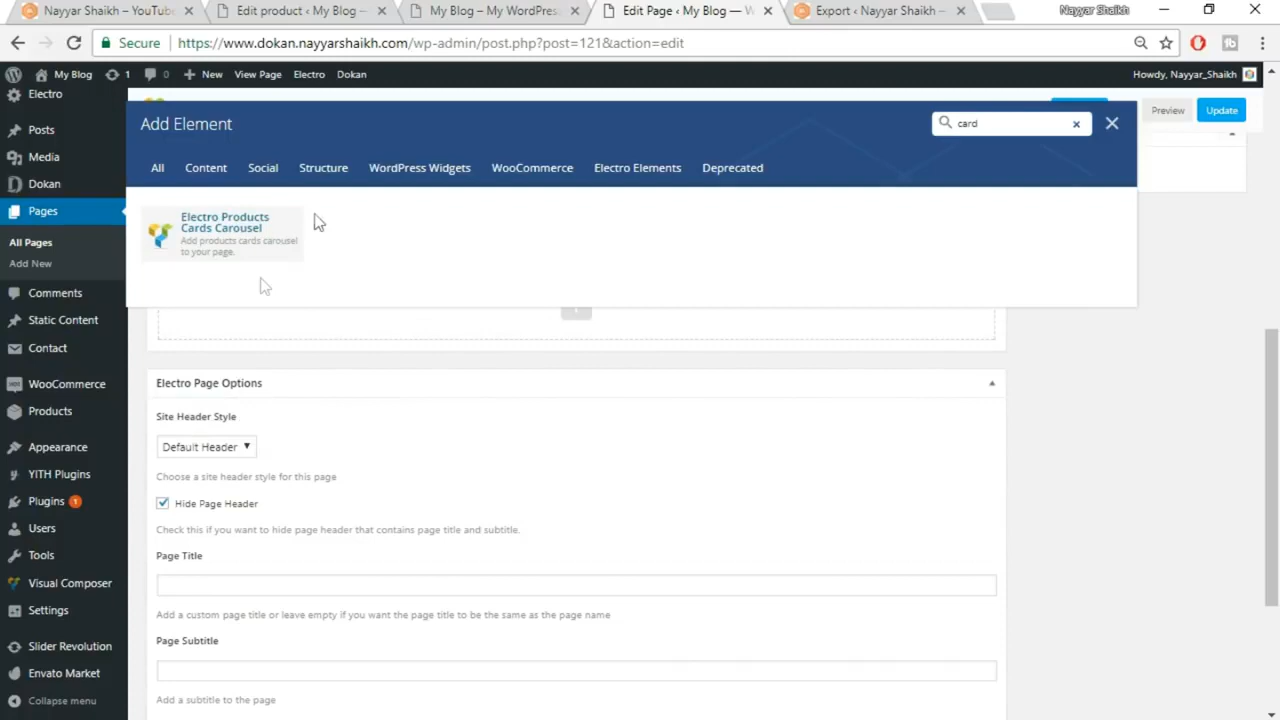 Nayyar Shaikh – YouTube
Edit product ‹ My Blog —
My Blog – My WordPress
Edit Page ‹ My Blog — W
Export ‹ Nayyar Shaikh —
Nayyar Shaikh
Secure
https://www.dokan.nayyarshaikh.com/wp-admin/post.php?post=121&action=edit
My Blog
1
0
New
View Page
Electro
Dokan
Howdy, Nayyar_Shaikh
Electro
Posts
Media
Dokan
Pages
All Pages
Add New
Comments
Static Content
Contact
WooCommerce
Products
Appearance
YITH Plugins
Plugins 1
Users
Tools
Visual Composer
Settings
Slider Revolution
Envato Market
Collapse menu
Preview
Update
Add Element
card
All
Content
Social
Structure
WordPress Widgets
WooCommerce
Electro Elements
Deprecated
Electro Products
Cards Carousel
Add products cards carousel
to your page.
Electro Page Options
Site Header Style
Default Header
Choose a site header style for this page
Hide Page Header
Check this if you want to hide page header that contains page title and subtitle.
Page Title
Add a custom page title or leave empty if you want the page title to be the same as the page name
Page Subtitle
Add a subtitle to the page